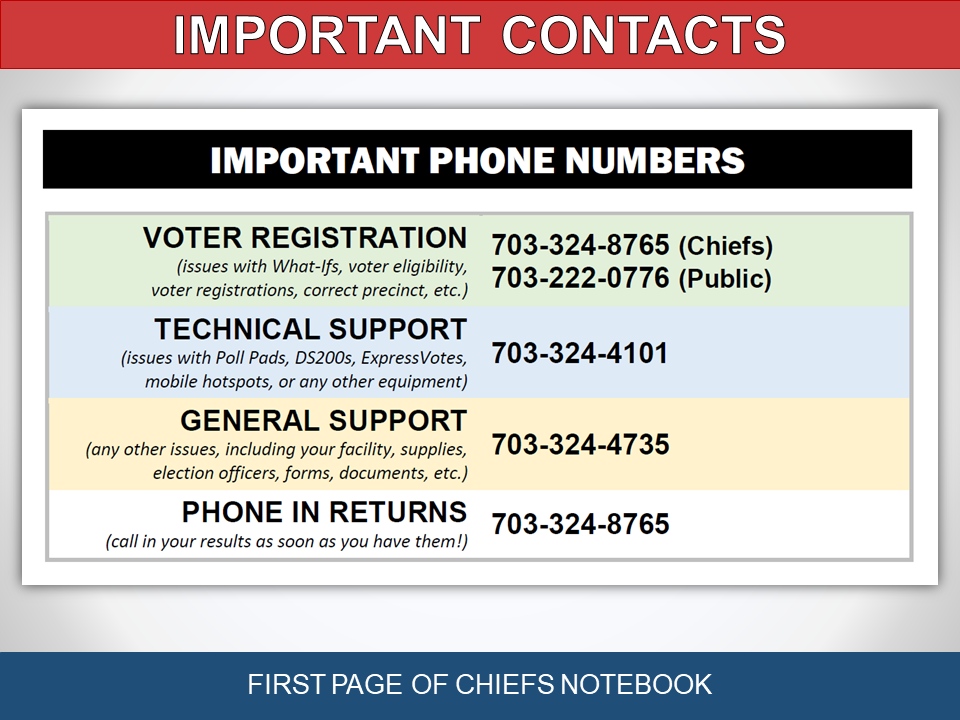 IMPORTANT CONTACTS
IMPORTANT PHONE NUMBERS
VOTER REGISTRATION
(issues with What-Ifs, voter eligibility,
voter registrations, correct precinct, etc.)
703-324-8765 (Chiefs)
703-222-0776 (Public)
TECHNICAL SUPPORT
(issues with Poll Pads, DS200s, ExpressVotes,
mobile hotspots, or any other equipment)
703-324-4101
GENERAL SUPPORT
(any other issues, including your facility, supplies,
election officers, forms, documents, etc.)
703-324-4735
PHONE IN RETURNS
(call in your results as soon as you have them!)
703-324-8765
FIRST PAGE OF CHIEFS NOTEBOOK